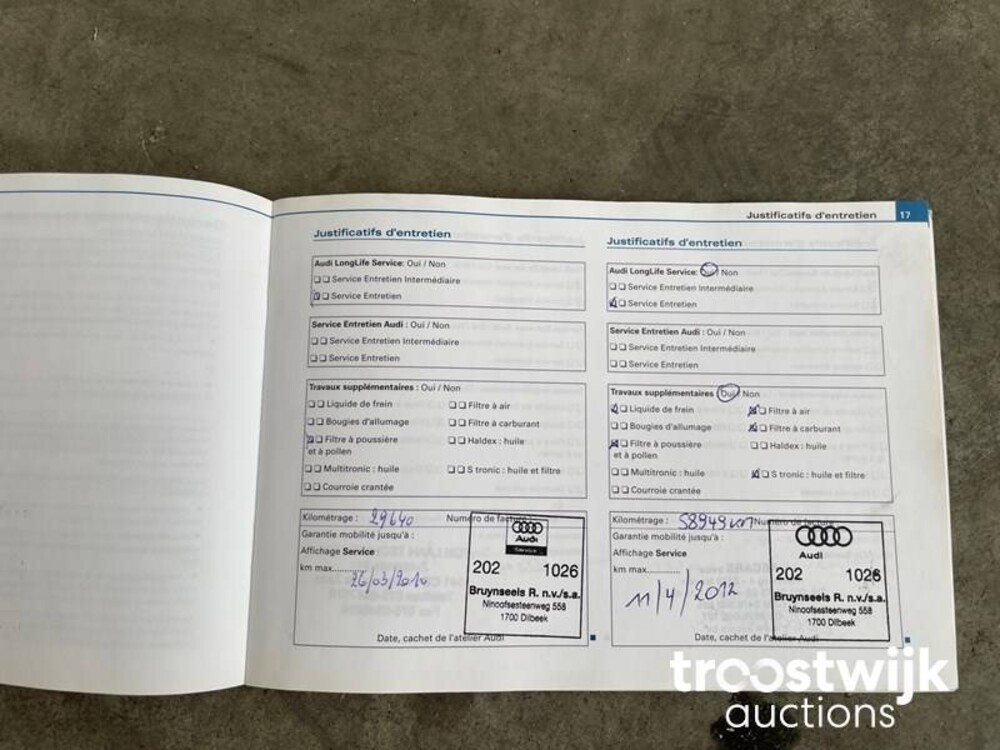 Justificatifs d'entretien 17
Justificatifs d'entretien
Audi LongLife Service: Oui / Non
Service Entretien Intermédiaire
Service Entretien
Service Entretien Audi : Oui / Non
Service Entretien Intermédiaire
Service Entretien
Travaux supplémentaires : Oui / Non
Liquide de frein
Filtre à air
Bougies d'allumage
Filtre à carburant
Filtre à poussière
et à pollen
Haldex : huile
Multitronic : huile
S tronic : huile et filtre
Courroie crantée
Kilométrage : 29640 Numéro de facture :
Garantie mobilité jusqu'à :
Affichage Service
km max..........
26/03/2010
Audi
Service
202 1026
Bruynseels R. n.v./s.a.
Ninoofsesteenweg 558
1700 Dilbeek
Date, cachet de l'atelier Audi
Justificatifs d'entretien
Audi LongLife Service: Oui / Non
Service Entretien Intermédiaire
Service Entretien
Service Entretien Audi : Oui / Non
Service Entretien Intermédiaire
Service Entretien
Travaux supplémentaires : Oui / Non
Liquide de frein
Filtre à air
Bougies d'allumage
Filtre à carburant
Filtre à poussière
et à pollen
Haldex : huile
Multitronic : huile
S tronic : huile et filtre
Courroie crantée
Kilométrage : 58949 km Numéro de facture
Garantie mobilité jusqu'à :
Affichage Service
km max..........
11/4/2012
Audi
202 1026
Bruynseels R. n.v./s.a.
Ninoofsesteenweg 558
1700 Dilbeek
Date, cachet de l'atelier Audi
troostwijk
auctions